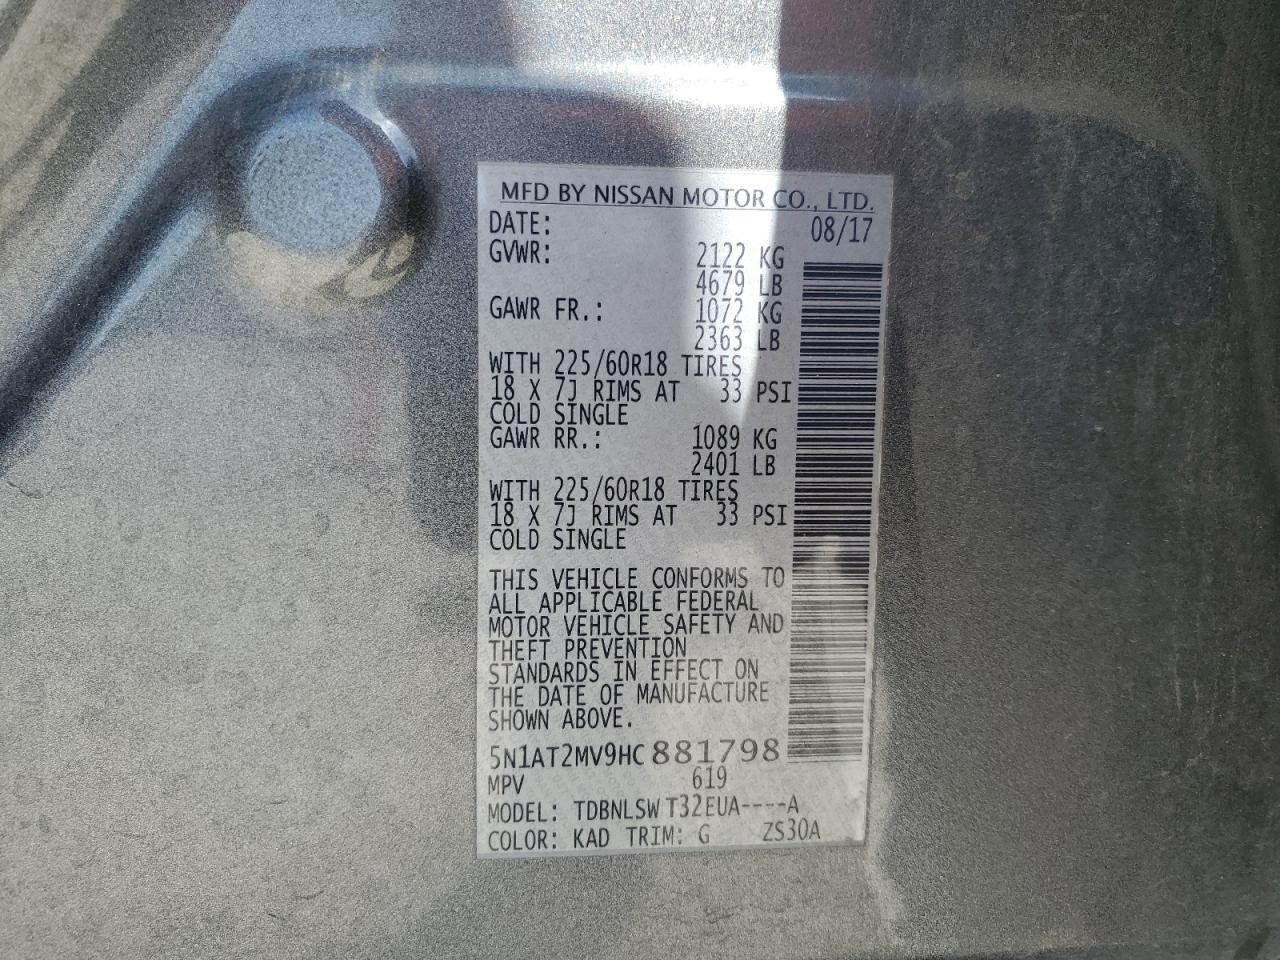 MFD BY NISSAN MOTOR CO., LTD.
DATE: 08/17
GVWR: 2122 KG
4679 LB
GAWR FR.: 1072 KG
2363 LB
WITH 225/60R18 TIRES
18 X 7J RIMS AT 33 PSI
COLD SINGLE
GAWR RR.: 1089 KG
2401 LB
WITH 225/60R18 TIRES
18 X 7J RIMS AT 33 PSI
COLD SINGLE
THIS VEHICLE CONFORMS TO
ALL APPLICABLE FEDERAL
MOTOR VEHICLE SAFETY AND
THEFT PREVENTION
STANDARDS IN EFFECT ON
THE DATE OF MANUFACTURE
SHOWN ABOVE.
5N1AT2MV9HC881798
MPV 619
MODEL: TDBNLSW T32EUA----A
COLOR: KAD TRIM: G ZS30A